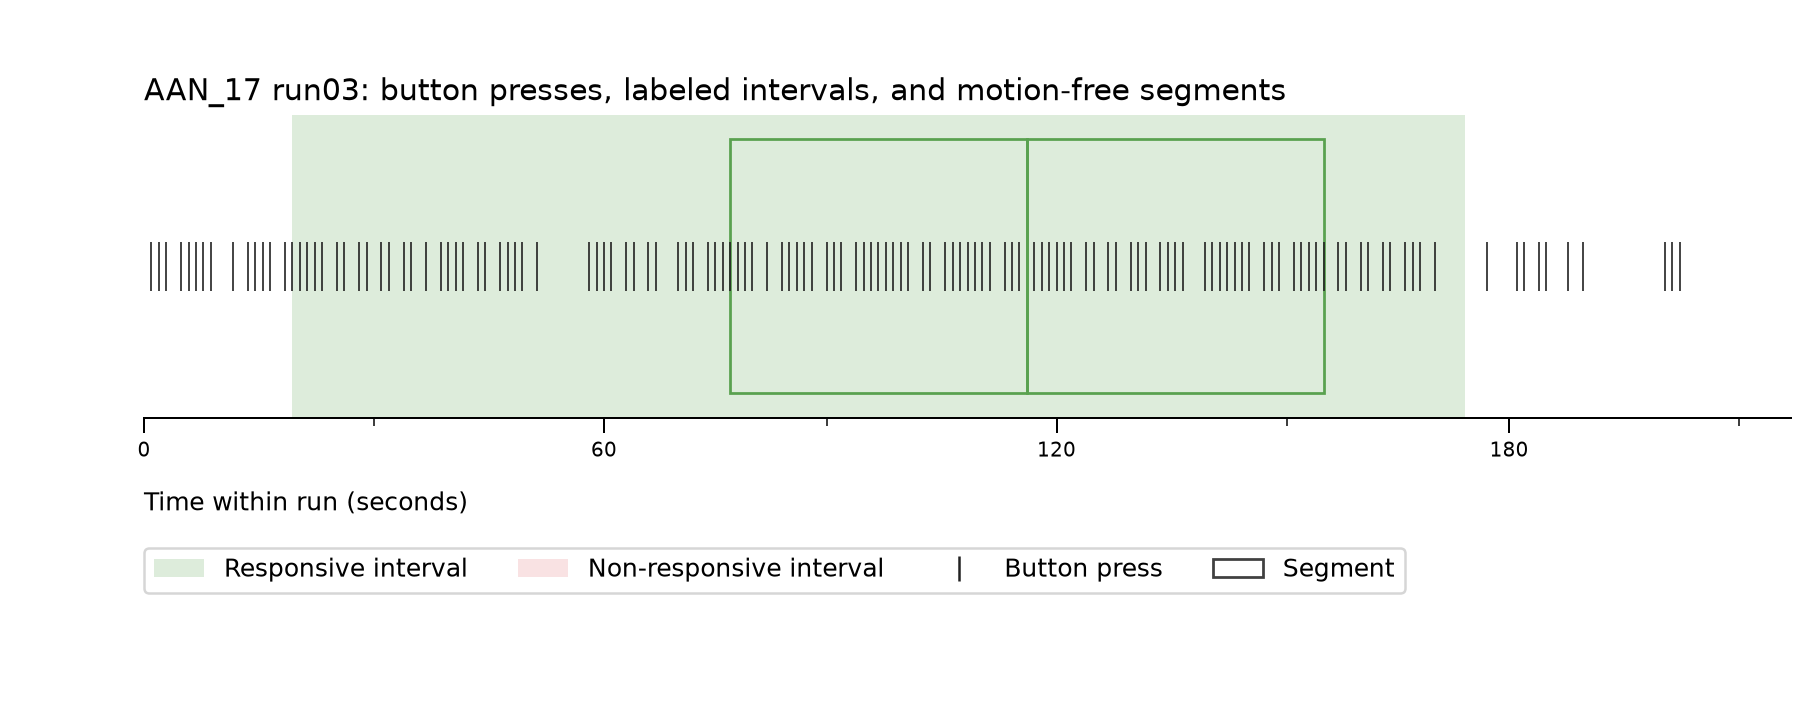 AAN_17 run03: button presses, labeled intervals, and motion-free segments
0 60 120 180
Time within run (seconds)
Responsive interval Non-responsive interval Button press Segment